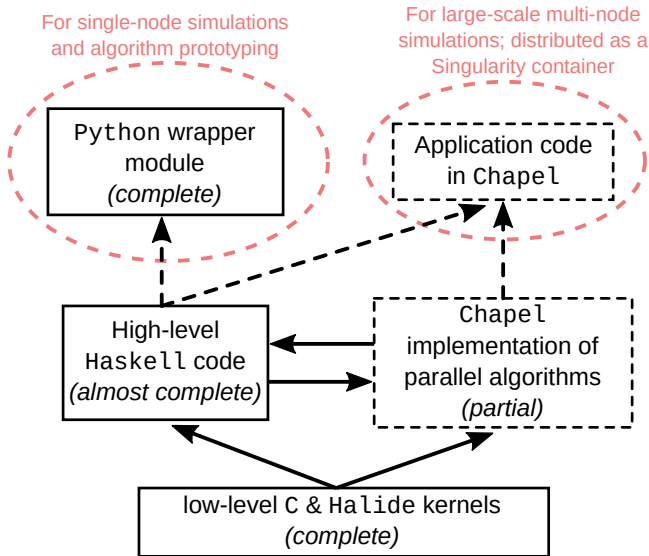 For single-node simulations
and algorithm prototyping
For large-scale multi-node
simulations; distributed as a
Singularity container
Python wrapper
module
(complete)
Application code
in Chapel
High-level
Haskell code
(almost complete)
Chapel
implementation of
parallel algorithms
(partial)
low-level C & Halide kernels
(complete)